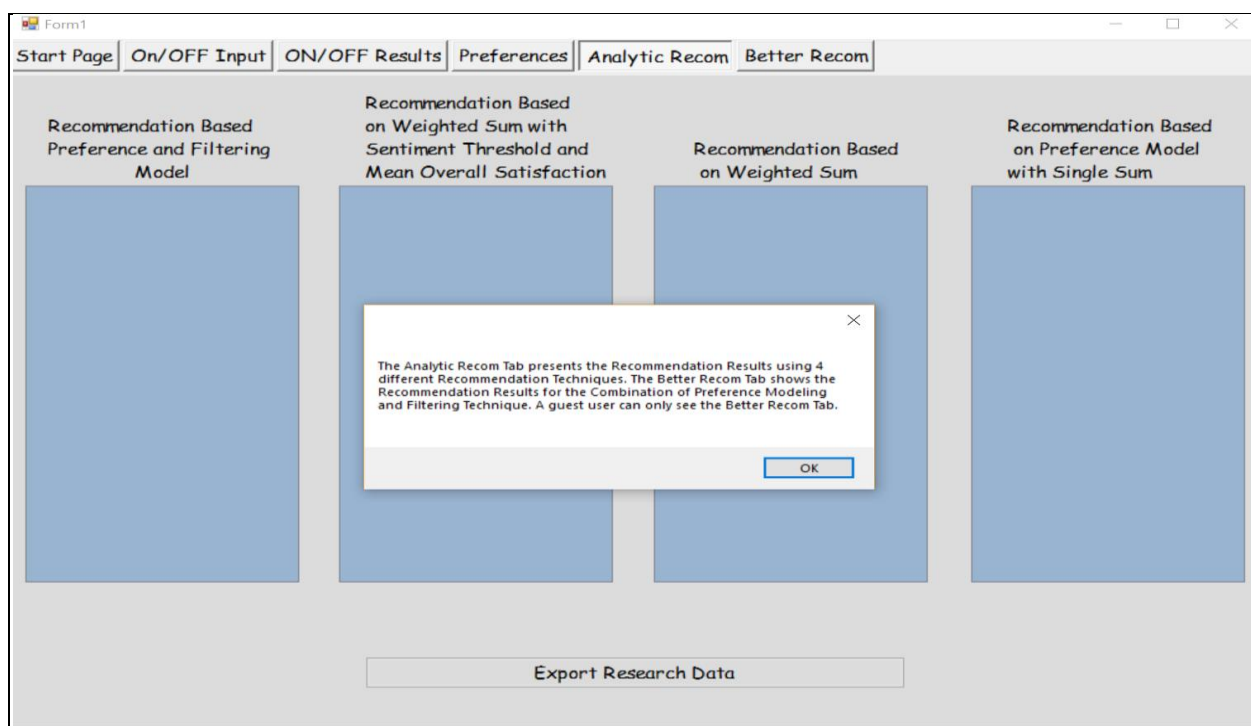 Form1
Start Page On/OFF Input ON/OFF Results Preferences Analytic Recom Better Recom
Recommendation Based
Preference and Filtering
Model
Recommendation Based
on Weighted Sum with
Sentiment Threshold and
Mean Overall Satisfaction
Recommendation Based
on Weighted Sum
Recommendation Based
on Preference Model
with Single Sum
The Analytic Recom Tab presents the Recommendation Results using 4
different Recommendation Techniques. The Better Recom Tab shows the
Recommendation Results for the Combination of Preference Modeling
and Filtering Technique. A guest user can only see the Better Recom Tab.
OK
Export Research Data